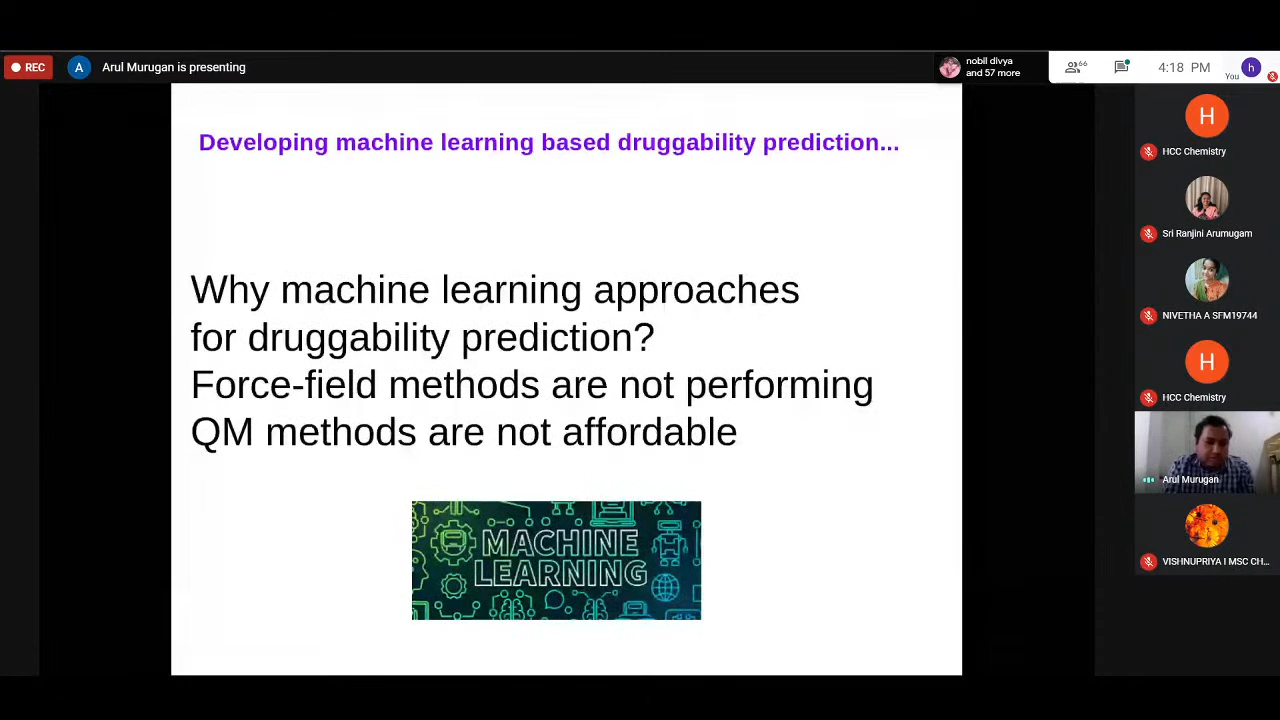 REC
A
Arul Murugan is presenting
nobil divya
and 57 more
66
4:18 PM
You
h
Developing machine learning based druggability prediction...
Why machine learning approaches
for druggability prediction?
Force-field methods are not performing
QM methods are not affordable
MACHINE
LEARNING
H
HCC Chemistry
Sri Ranjini Arumugam
NIVETHA A SFM19744
H
HCC Chemistry
Arul Murugan
VISHNUPRIYA I MSC CH...